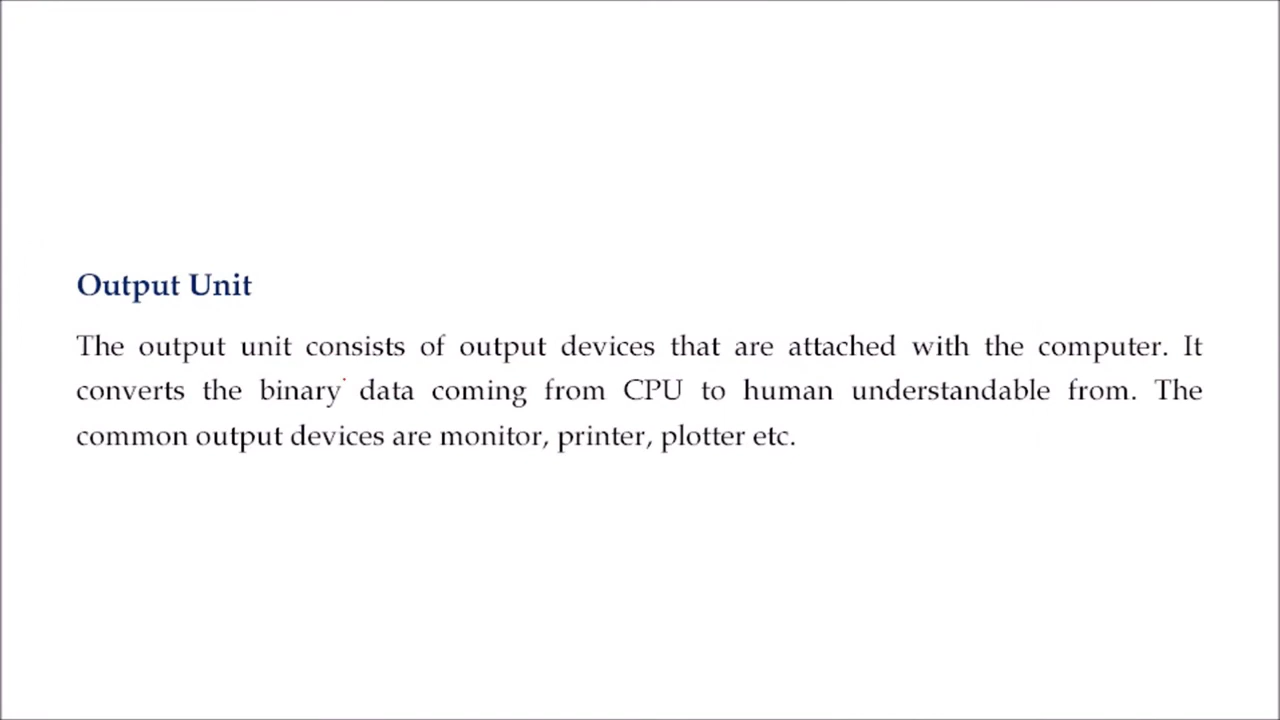 Output Unit
The output unit consists of output devices that are attached with the computer. It
converts the binary data coming from CPU to human understandable from. The
common output devices are monitor, printer, plotter etc.